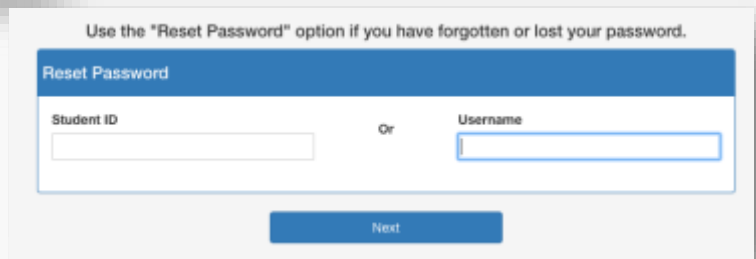 Use the "Reset Password" option if you have forgotten or lost your password.
Reset Password
Student ID
Or
Username
Next